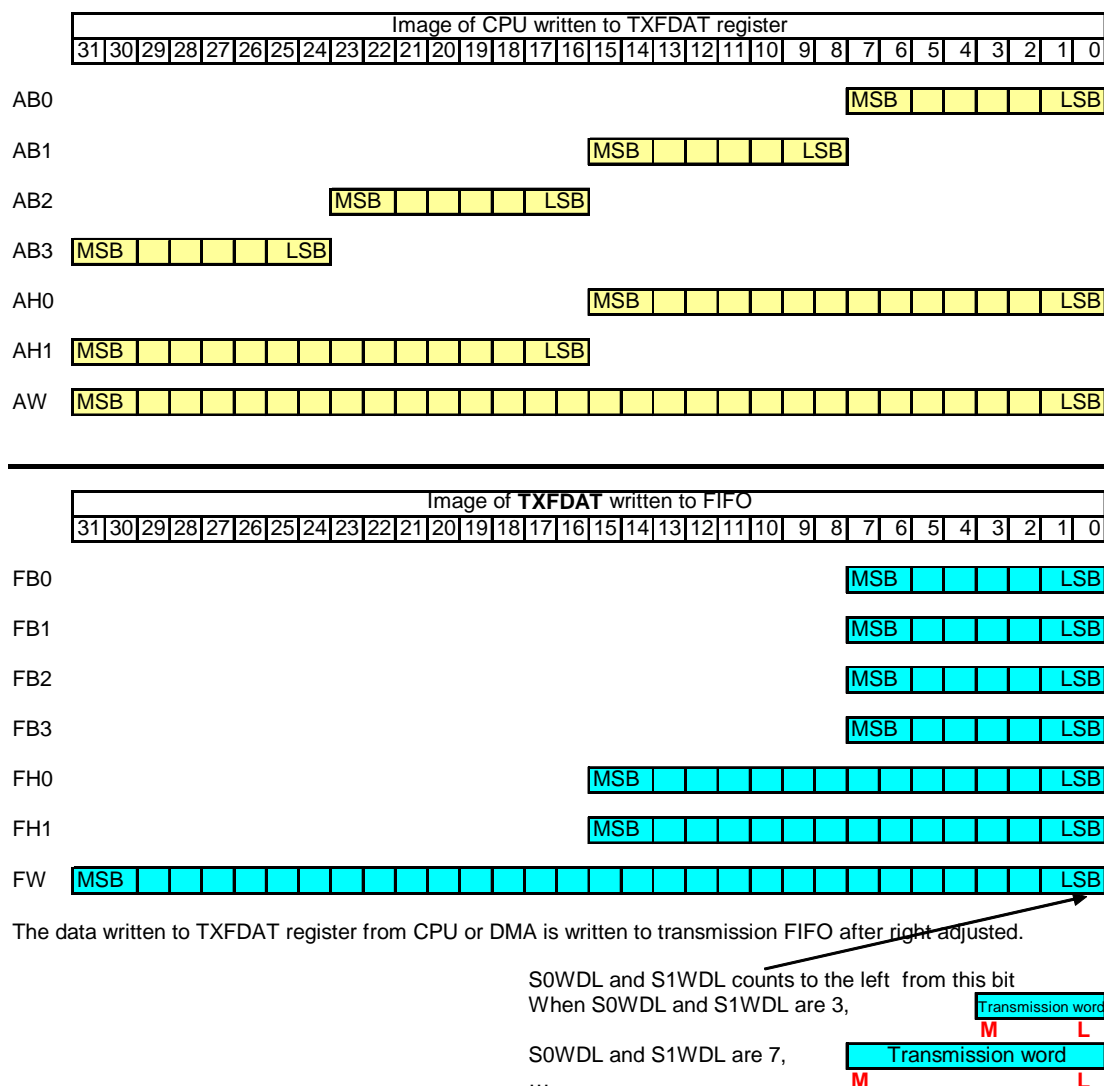 Image of CPU written to TXFDAT register
31 30 29 28 27 26 25 24 23 22 21 20 19 18 17 16 15 14 13 12 11 10 9 8 7 6 5 4 3 2 1 0
AB0 MSB LSB
AB1 MSB LSB
AB2 MSB LSB
AB3 MSB LSB
AH0 MSB LSB
AH1 MSB LSB
AW MSB LSB
Image of TXFDAT written to FIFO
31 30 29 28 27 26 25 24 23 22 21 20 19 18 17 16 15 14 13 12 11 10 9 8 7 6 5 4 3 2 1 0
FB0 MSB LSB
FB1 MSB LSB
FB2 MSB LSB
FB3 MSB LSB
FH0 MSB LSB
FH1 MSB LSB
FW MSB LSB
The data written to TXFDAT register from CPU or DMA is written to transmission FIFO after right adjusted.
S0WDL and S1WDL counts to the left from this bit
When S0WDL and S1WDL are 3, Transmission word
M L
S0WDL and S1WDL are 7, Transmission word
... M L